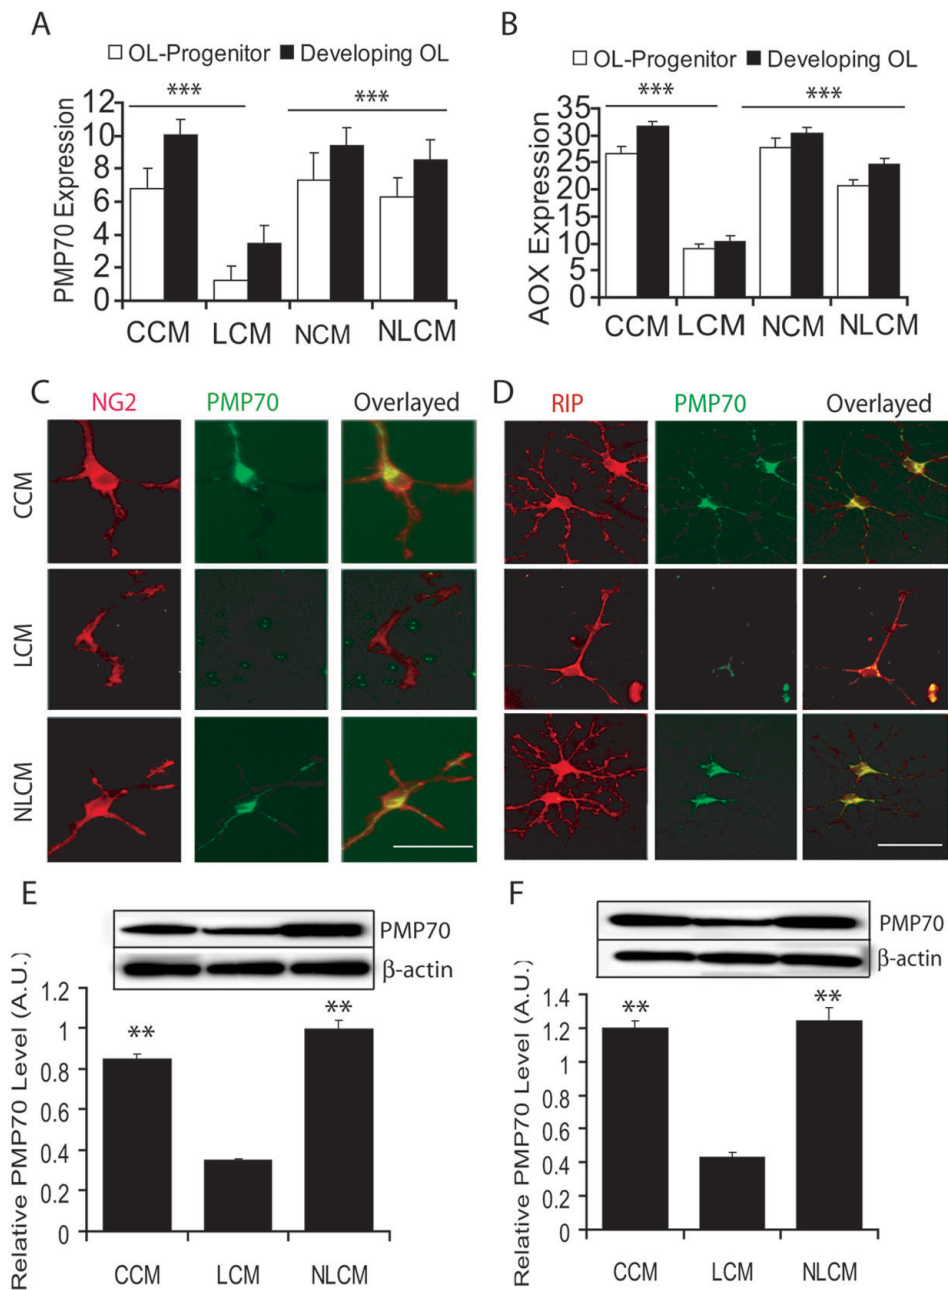 A
OL-Progenitor Developing OL
PMP70 Expression
12
10
8
6
4
2
0
***
***
CCM LCM NCM NLCM
B
OL-Progenitor Developing OL
AOX Expression
35
30
25
20
15
10
5
0
***
***
CCM LCM NCM NLCM
C
NG2 PMP70 Overlayed
CCM
LCM
NLCM
D
RIP PMP70 Overlayed
E
PMP70
β-actin
Relative PMP70 Level (A.U.)
1.2
1
0.8
0.6
0.4
0.2
0
**
**
CCM LCM NLCM
F
PMP70
β-actin
Relative PMP70 Level (A.U.)
1.4
1.2
1
0.8
0.6
0.4
0.2
0
**
**
CCM LCM NLCM